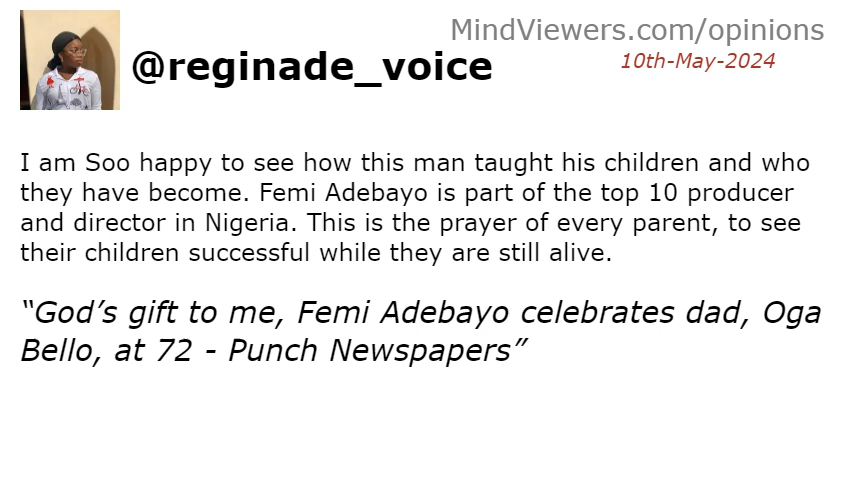 MindViewers.com/opinions
@reginade_voice
10th-May-2024
I am Soo happy to see how this man taught his children and who
they have become. Femi Adebayo is part of the top 10 producer
and director in Nigeria. This is the prayer of every parent, to see
their children successful while they are still alive.
“God’s gift to me, Femi Adebayo celebrates dad, Oga
Bello, at 72 - Punch Newspapers”